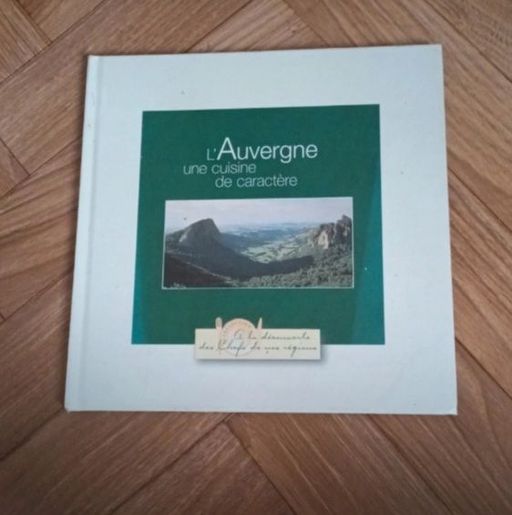 L'Auvergne
une cuisine
de caractère
A la découverte
des Chefs de nos régions